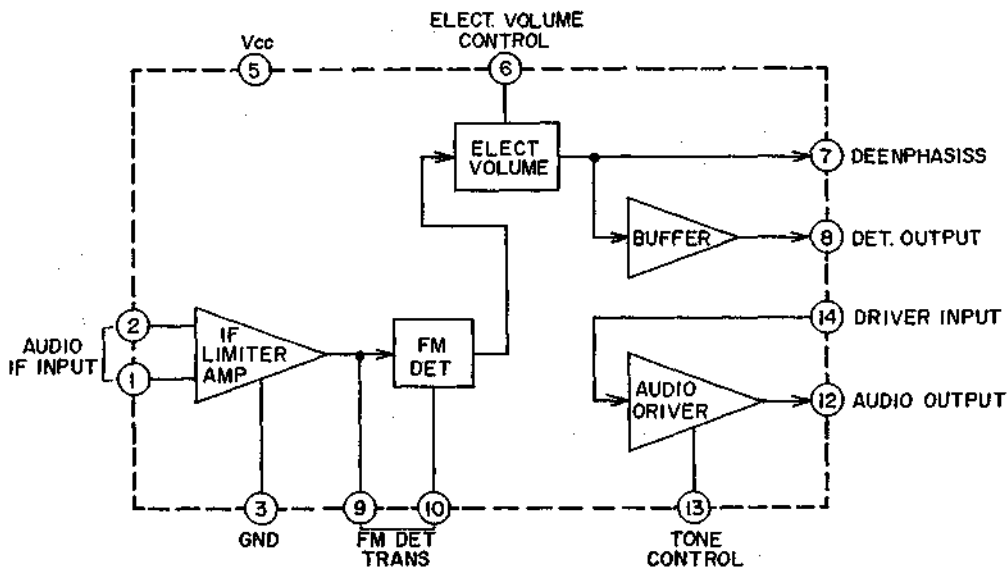 ELECT. VOLUME
CONTROL
Vcc
5
6
ELECT
VOLUME
7 DEENPHASISS
BUFFER
8 DET. OUTPUT
2
14 DRIVER INPUT
AUDIO
IF INPUT
IF
LIMITER
AMP
FM
DET
1
AUDIO
DRIVER
12 AUDIO OUTPUT
3
9
10
13
GND
FM DET
TRANS
TONE
CONTROL